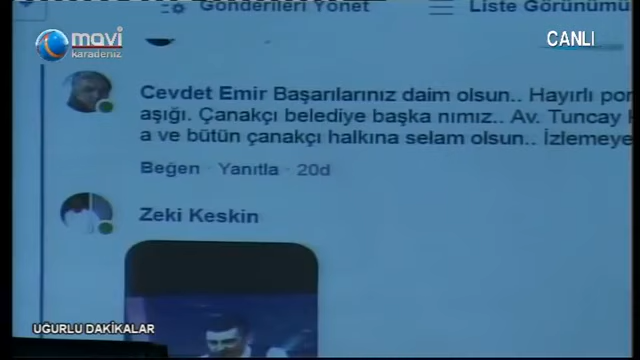 Gönderileri Yönet
Liste Görünümü
mavi
karadeniz
CANLI
Cevdet Emir Başarılarınız daim olsun.. Hayırlı
aşığı. Çanakçı belediye başka nımız.. Av. Tuncay
a ve bütün çanakçı halkına selam olsun.. İzlemeye
Beğen · Yanıtla · 20d
Zeki Keskin
UĞURLU DAKİKALAR